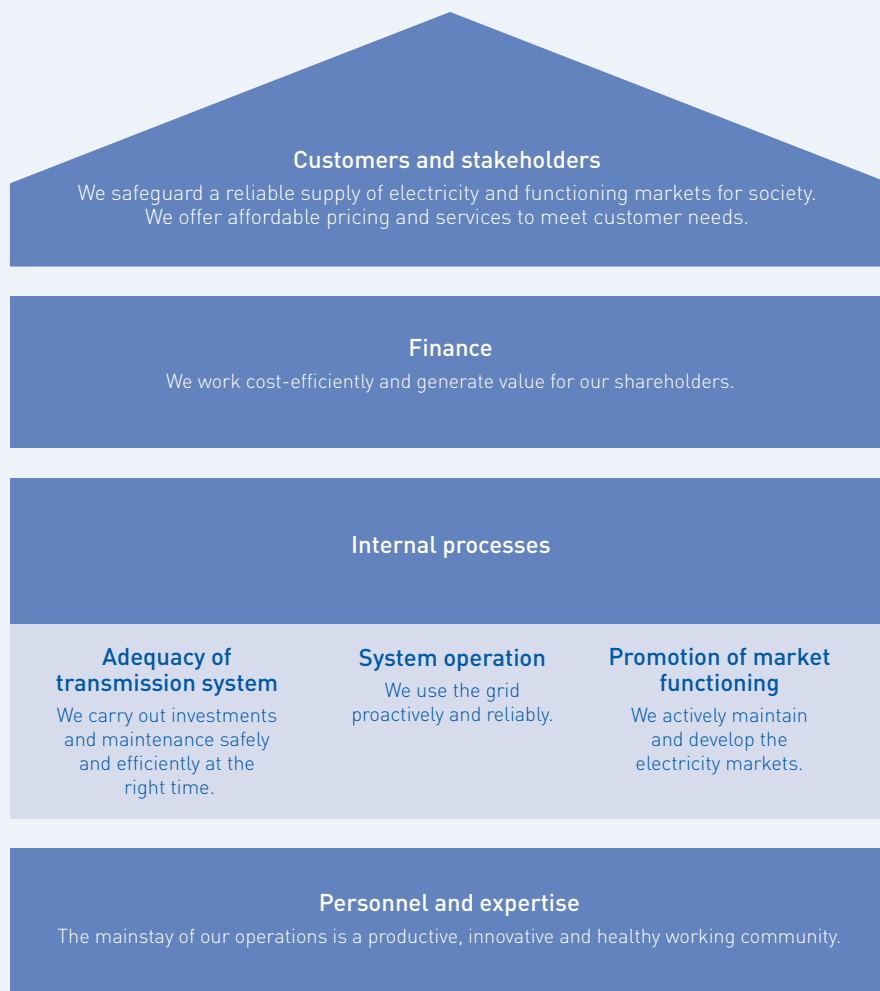 Customers and stakeholders
We safeguard a reliable supply of electricity and functioning markets for society.
We offer affordable pricing and services to meet customer needs.
Finance
We work cost-efficiently and generate value for our shareholders.
Internal processes
Adequacy of
transmission system
We carry out investments
and maintenance safely
and efficiently at the
right time.
System operation
We use the grid
proactively and reliably.
Promotion of market
functioning
We actively maintain
and develop the
electricity markets.
Personnel and expertise
The mainstay of our operations is a productive, innovative and healthy working community.